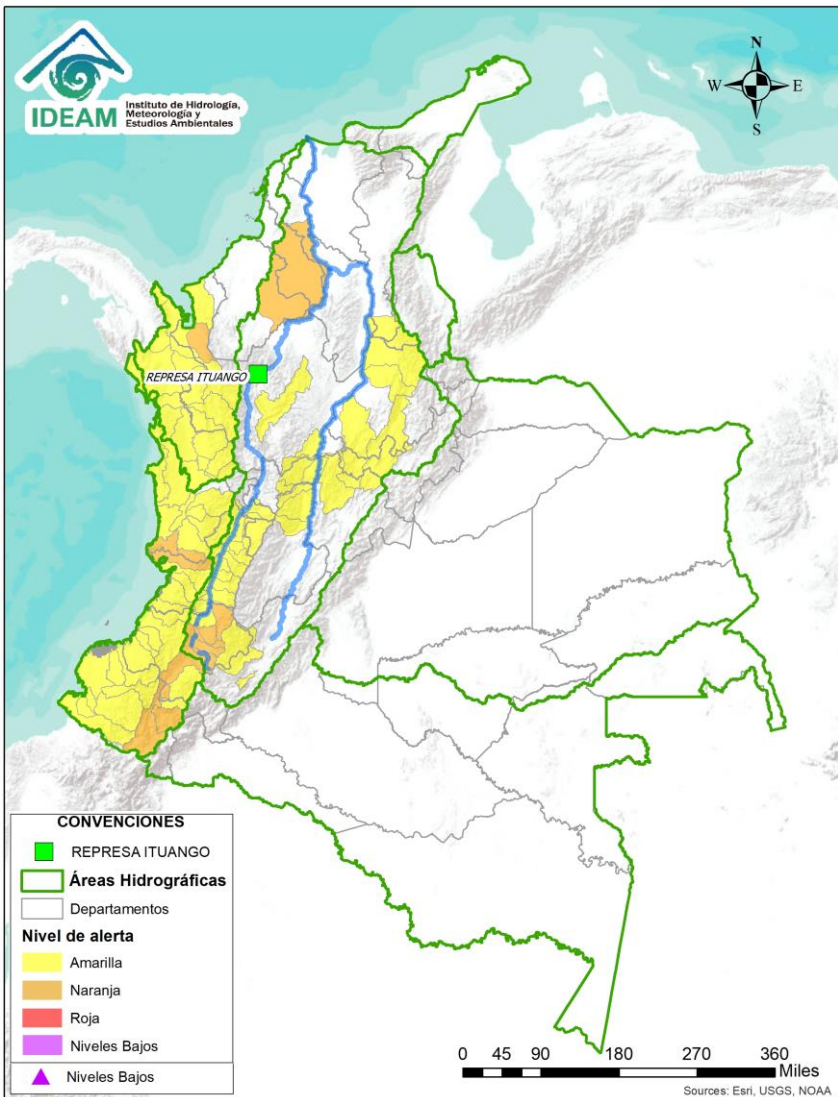 IDEAM
Instituto de Hidrología,
Meteorología y
Estudios Ambientales
N
W
E
S
REPRESA ITUANGO
CONVENCIONES
REPRESA ITUANGO
Áreas Hidrográficas
Departamentos
Nivel de alerta
Amarilla
Naranja
Roja
Niveles Bajos
Niveles Bajos
0 45 90 180 270 360
Miles
Sources: Esri, USGS, NOAA